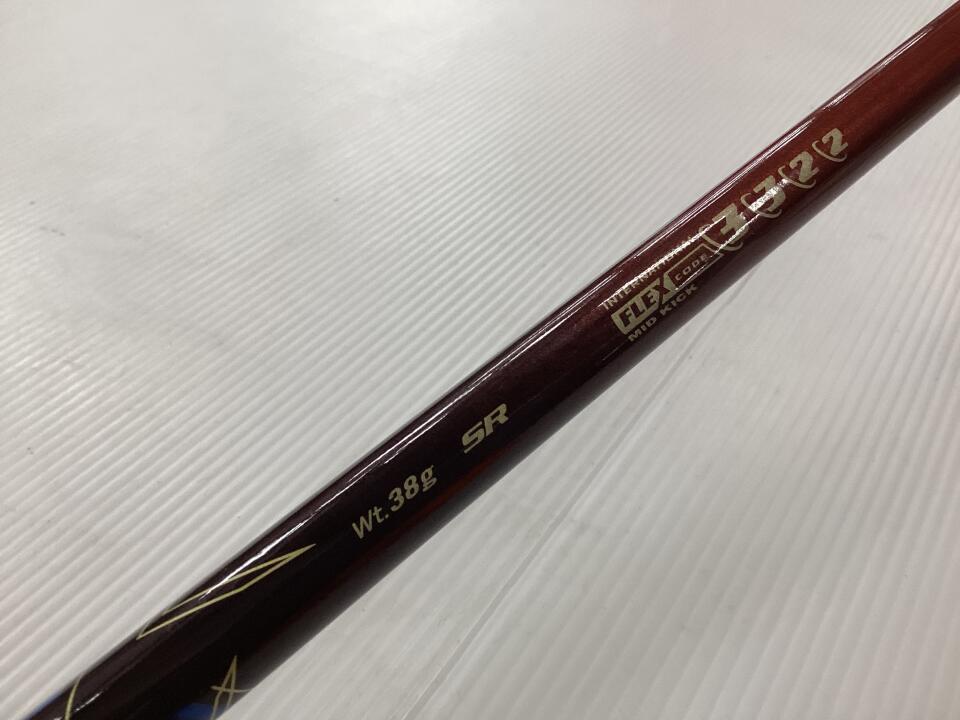 INTERNATIONAL
FLEX CODE 3322
MID KICK
SR
Wt.38g